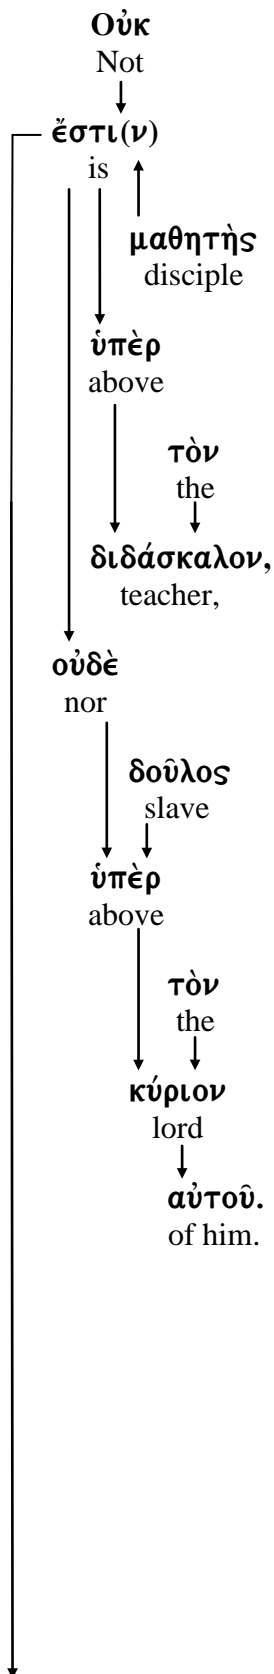 Οὐκ
Not
ἔστι(ν)
is
μαθητὴς
disciple
ὑπὲρ
above
τὸν
the
διδάσκαλον,
teacher,
οὐδὲ
nor
δοῦλος
slave
ὑπὲρ
above
τὸν
the
κύριον
lord
αὐτοῦ.
of him.